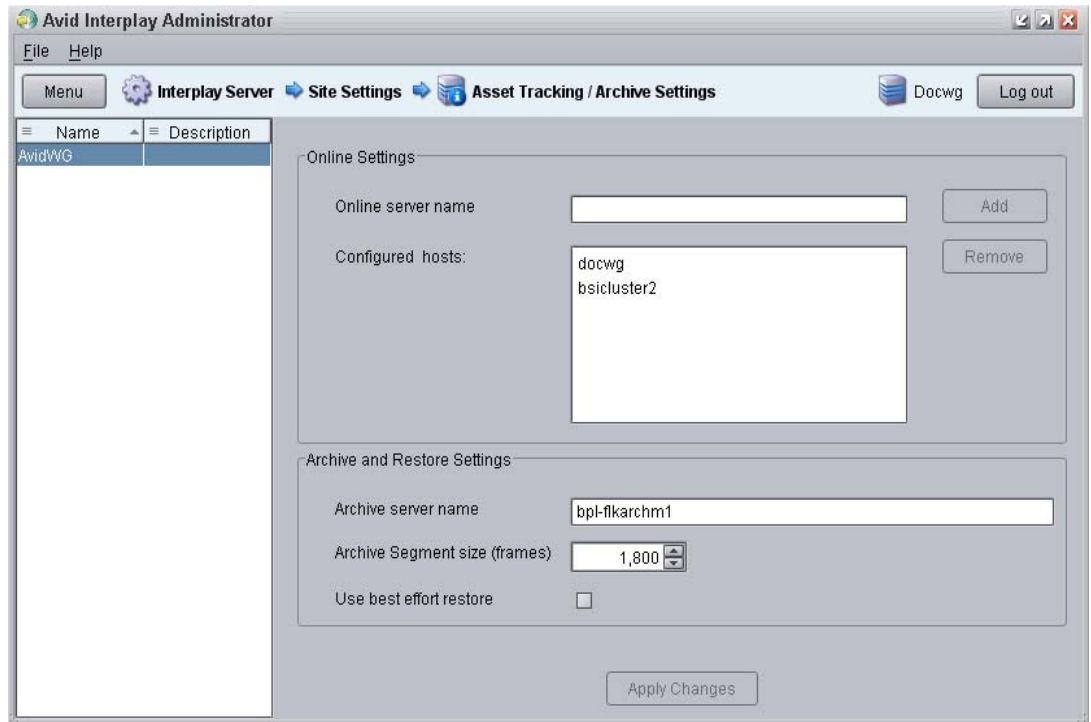 Avid Interplay Administrator
File Help
Menu Interplay Server Site Settings Asset Tracking / Archive Settings Docwg Log out
Name Description
AvidWG
Online Settings
Online server name Add
Configured hosts: Remove
docwg
bsicluster2
Archive and Restore Settings
Archive server name bpl-flkarchm1
Archive Segment size (frames) 1,800
Use best effort restore
Apply Changes